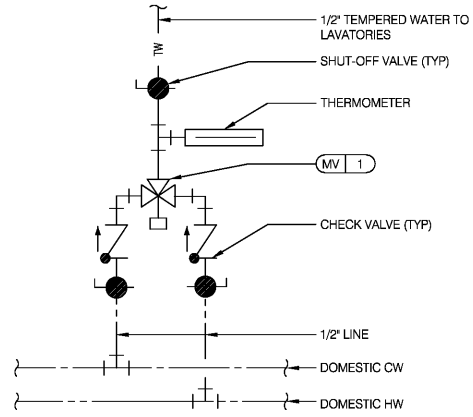 1/2" TEMPERED WATER TO
LAVATORIES
TW
SHUT-OFF VALVE (TYP)
THERMOMETER
MV 1
CHECK VALVE (TYP)
1/2" LINE
DOMESTIC CW
DOMESTIC HW